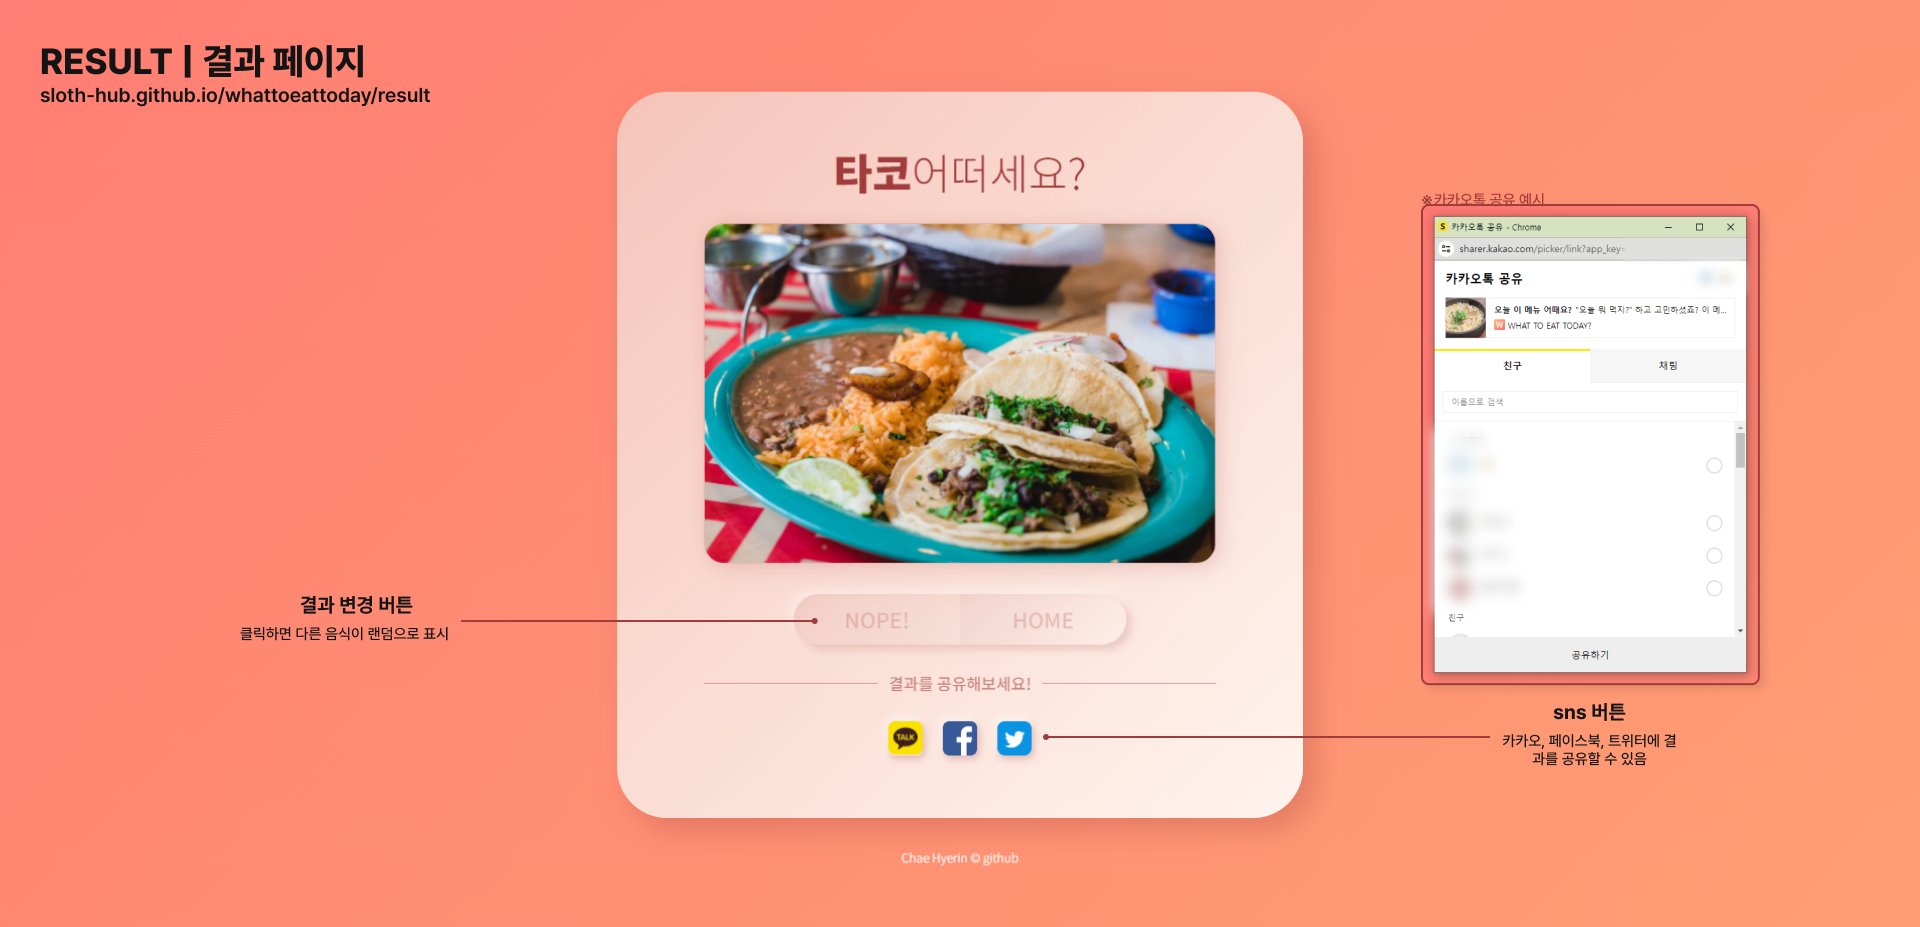 RESULT | 결과 페이지
sloth-hub.github.io/whattoeattoday/result
타코어떠세요?
NOPE!
HOME
결과를 공유해보세요!
TALK
Chae Hyerin © github
결과 변경 버튼
클릭하면 다른 음식이 랜덤으로 표시
※카카오톡 공유 예시
S 카카오톡 공유 - Chrome
sharer.kakao.com/picker/link?app_key=
카카오톡 공유
오늘 이 메뉴 어때요? "오늘 뭐 먹지?" 하고 고민하셨죠? 이 메...
W WHAT TO EAT TODAY?
친구
채팅
이름으로 검색
친구
공유하기
sns 버튼
카카오, 페이스북, 트위터에 결
과를 공유할 수 있음